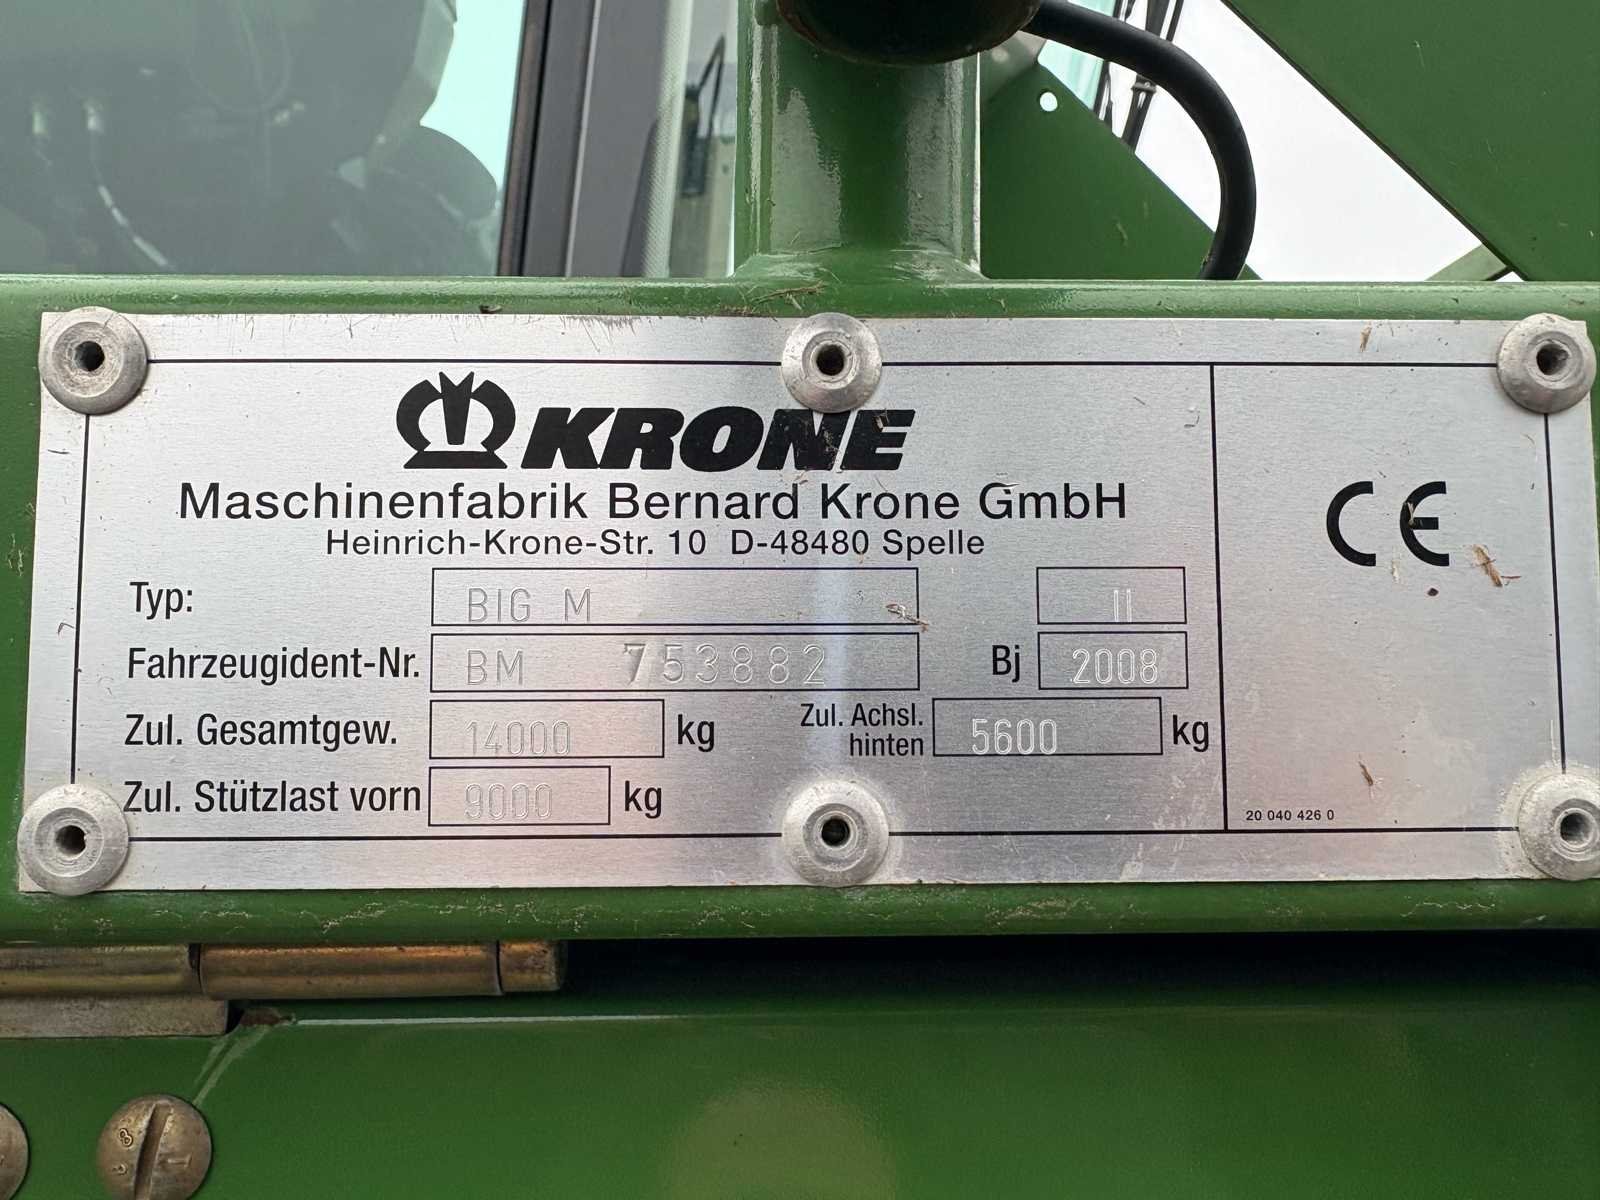 KRONE
Maschinenfabrik Bernard Krone GmbH
Heinrich-Krone-Str. 10 D-48480 Spelle
CE
Typ: BIG M II
Fahrzeugident-Nr. BM 753882 Bj 2008
Zul. Gesamtgew. 14000 kg Zul. Achsl. hinten 5600 kg
Zul. Stützlast vorn 9000 kg
20 040 426 0